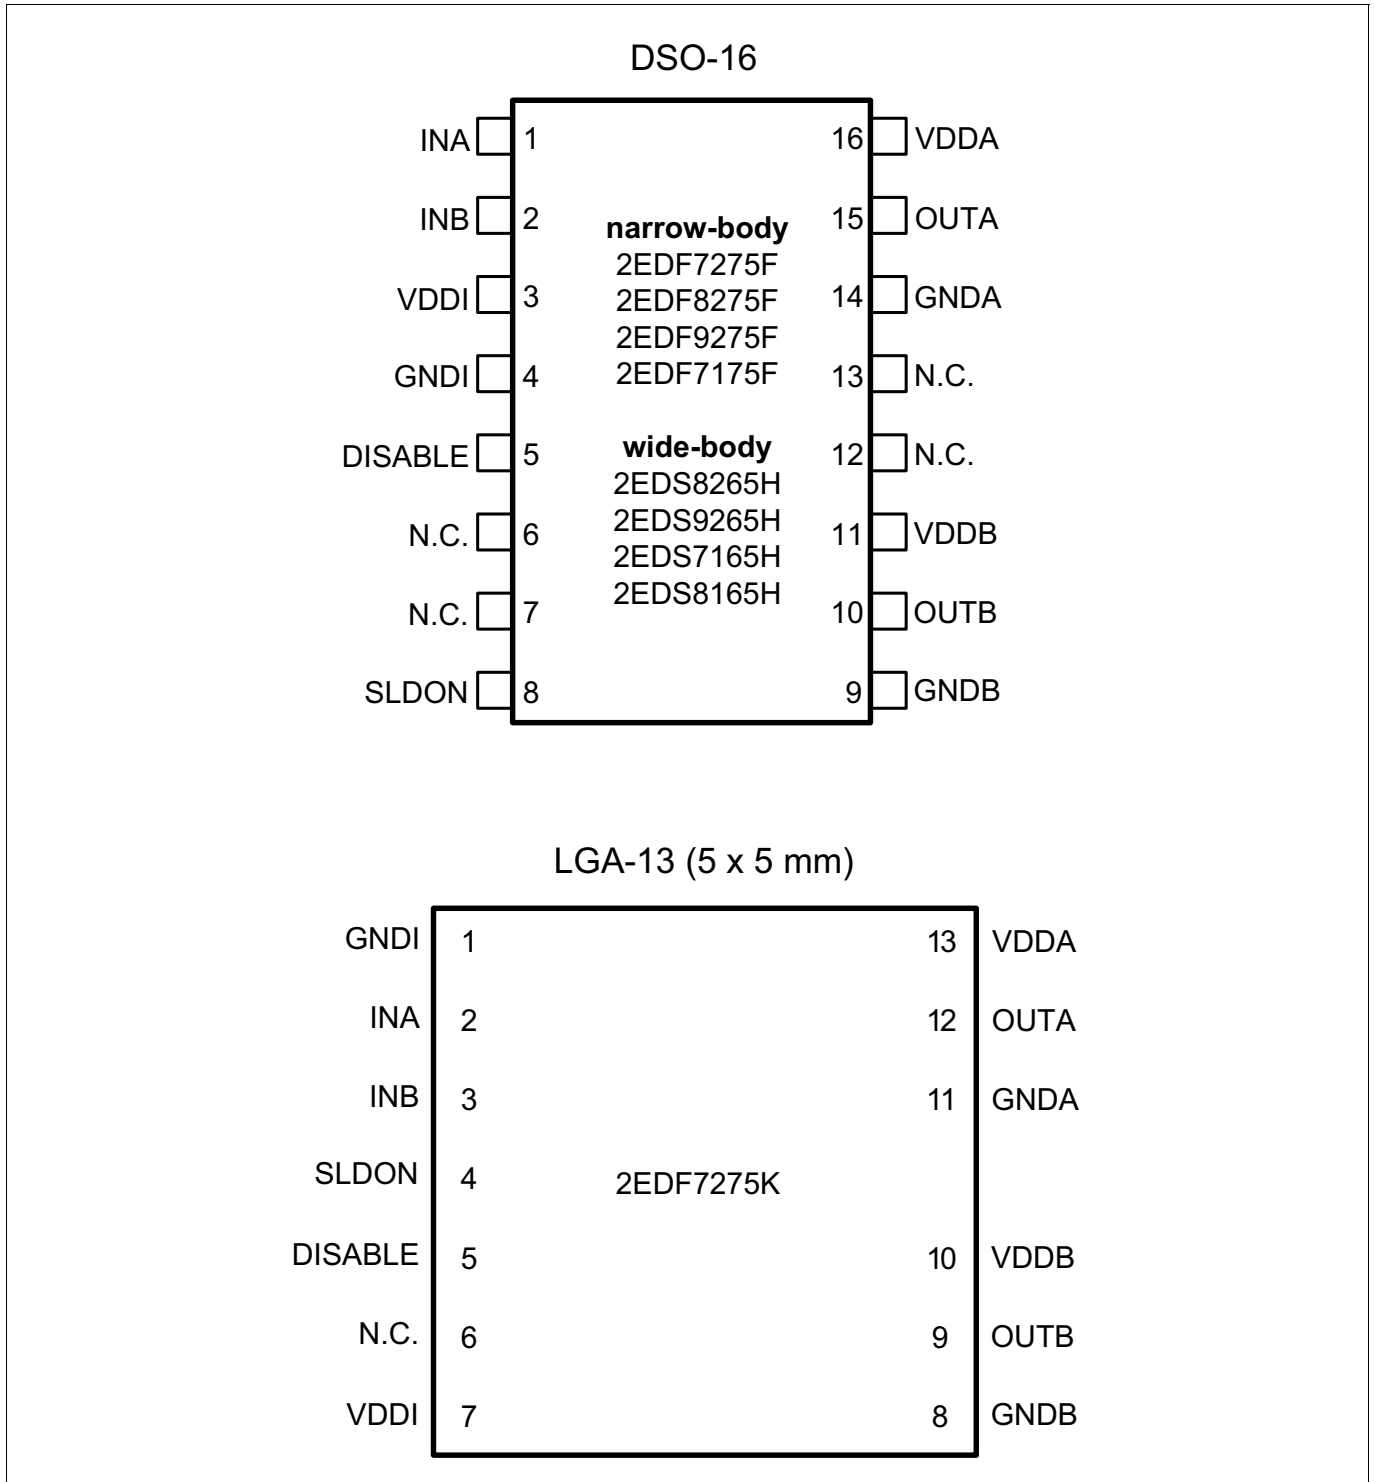 DSO-16
INA 1 16 VDDA
INB 2 15 OUTA
narrow-body
2EDF7275F
VDDI 3 14 GNDA
2EDF8275F
2EDF9275F
GNDI 4 2EDF7175F 13 N.C.
DISABLE 5 wide-body 12 N.C.
2EDS8265H
2EDS9265H
N.C. 6 11 VDDB
2EDS7165H
2EDS8165H
N.C. 7 10 OUTB
SLDON 8 9 GNDB
LGA-13 (5 x 5 mm)
GNDI 1 13 VDDA
INA 2 12 OUTA
INB 3 11 GNDA
SLDON 4 2EDF7275K
DISABLE 5 10 VDDB
N.C. 6 9 OUTB
VDDI 7 8 GNDB